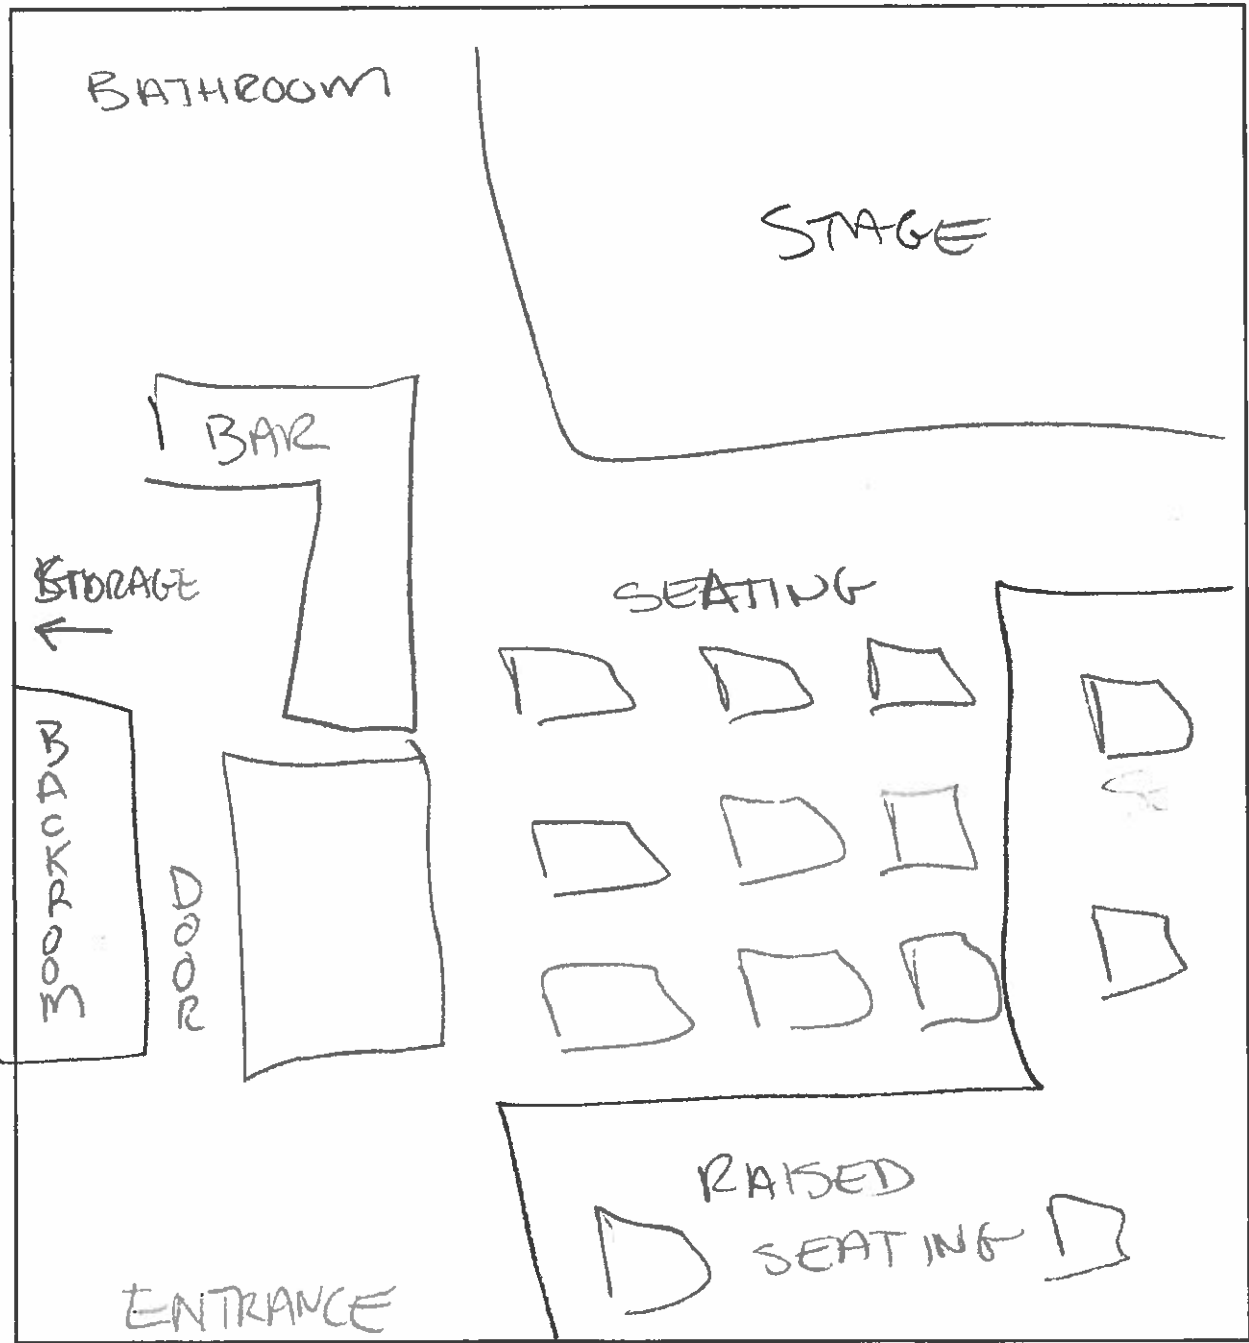 BATHROOM
STAGE
BAR
STORAGE
SEATING
BACKROOM
DOOR
RAISED
SEATING
ENTRANCE